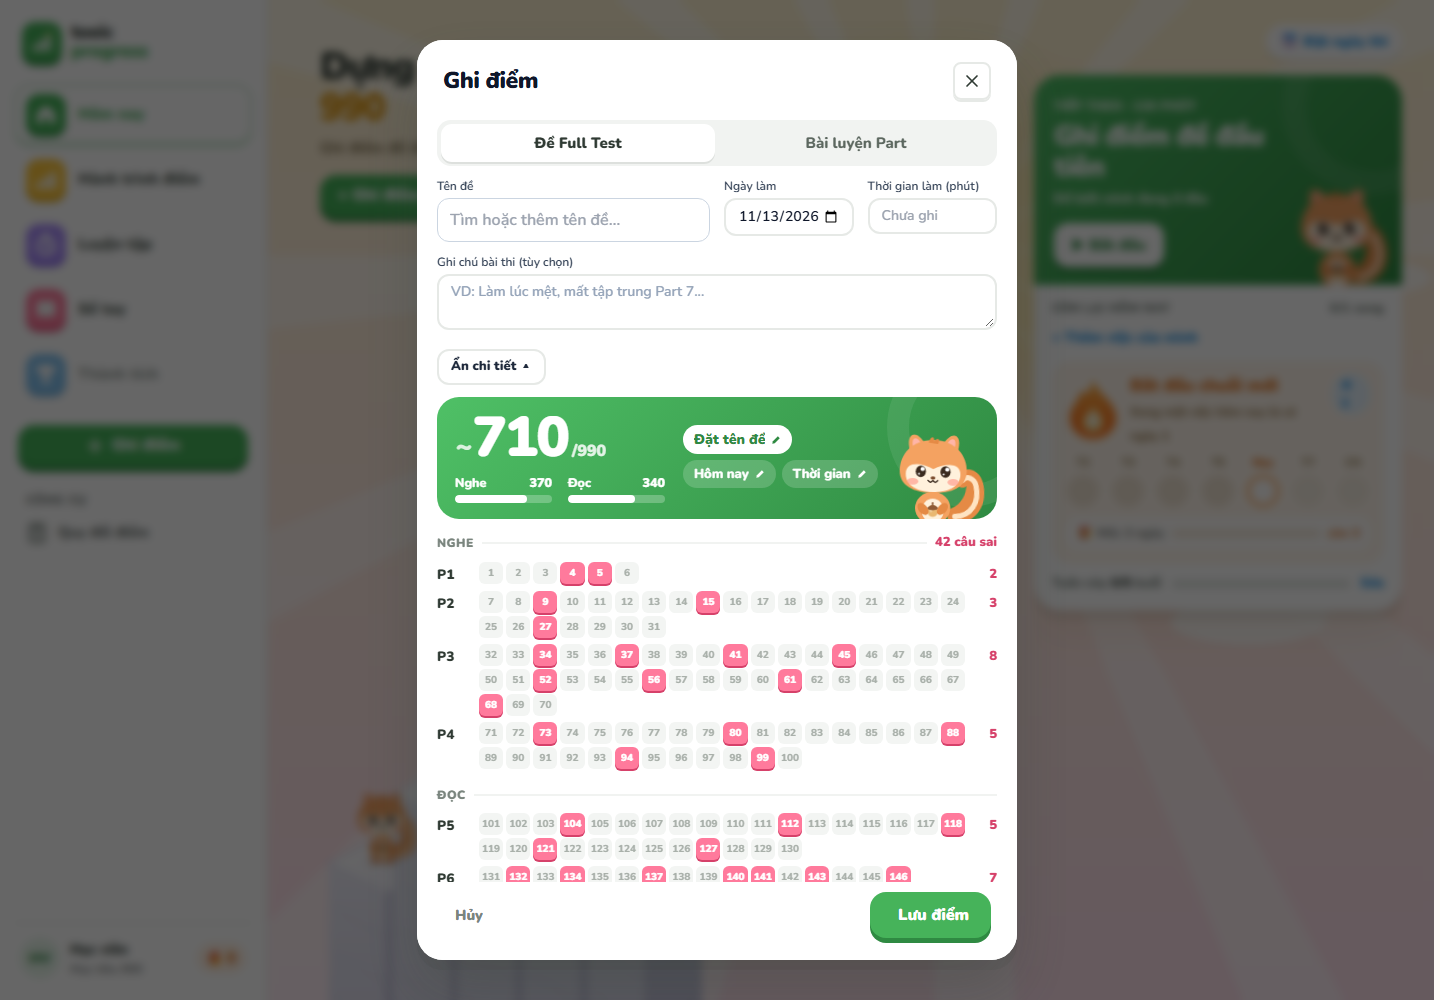 Ghi điểm
Đề Full Test
Bài luyện Part
Tên đề
Ngày làm
Thời gian làm (phút)
Tìm hoặc thêm tên đề...
11/13/2026
Chưa ghi
Ghi chú bài thi (tùy chọn)
VD: Làm lúc mệt, mất tập trung Part 7...
Ẩn chi tiết ▲
~710/990
Đặt tên đề
Nghe 370
Đọc 340
Hôm nay
Thời gian
NGHE
42 câu sai
P1 1 2 3 4 5 6 2
P2 7 8 9 10 11 12 13 14 15 16 17 18 19 20 21 22 23 24 3
25 26 27 28 29 30 31
P3 32 33 34 35 36 37 38 39 40 41 42 43 44 45 46 47 48 49 8
50 51 52 53 54 55 56 57 58 59 60 61 62 63 64 65 66 67
68 69 70
P4 71 72 73 74 75 76 77 78 79 80 81 82 83 84 85 86 87 88 5
89 90 91 92 93 94 95 96 97 98 99 100
ĐỌC
P5 101 102 103 104 105 106 107 108 109 110 111 112 113 114 115 116 117 118 5
119 120 121 122 123 124 125 126 127 128 129 130
P6 131 132 133 134 135 136 137 138 139 140 141 142 143 144 145 146 7
Hủy
Lưu điểm
Dựng
990
Ghi điểm để đấu
tiên